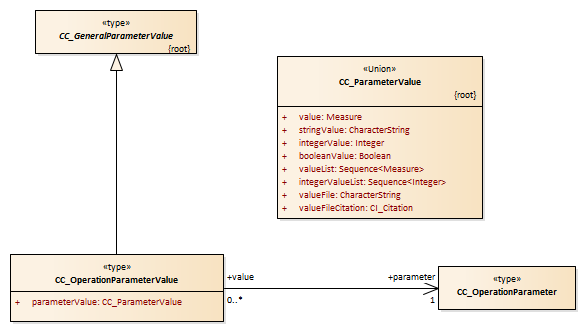 «type»
CC_GeneralParameterValue
{root}
«Union»
CC_ParameterValue
{root}
+ value: Measure
+ stringValue: CharacterString
+ integerValue: Integer
+ booleanValue: Boolean
+ valueList: Sequence<Measure>
+ integerValueList: Sequence<Integer>
+ valueFile: CharacterString
+ valueFileCitation: CI_Citation
«type»
CC_OperationParameterValue
+ parameterValue: CC_ParameterValue
+value
0..*
+parameter
1
«type»
CC_OperationParameter